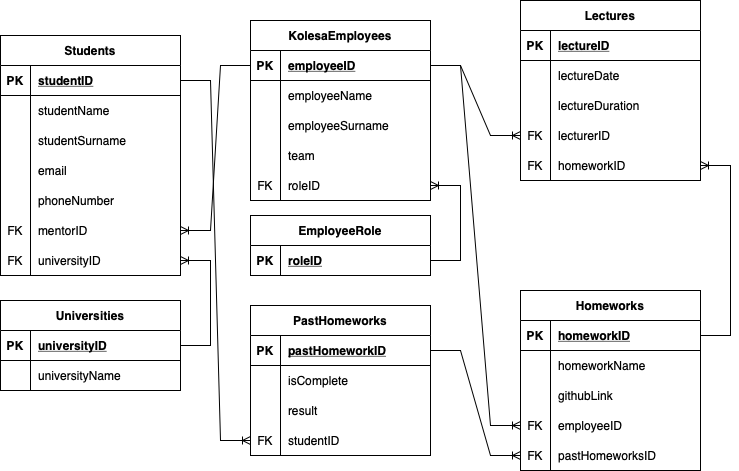 Students
PK studentID
studentName
studentSurname
email
phoneNumber
FK mentorID
FK universityID
Universities
PK universityID
universityName
KolesaEmployees
PK employeeID
employeeName
employeeSurname
team
FK roleID
EmployeeRole
PK roleID
PastHomeworks
PK pastHomeworkID
isComplete
result
FK studentID
Lectures
PK lectureID
lectureDate
lectureDuration
FK lecturerID
FK homeworkID
Homeworks
PK homeworkID
homeworkName
githubLink
FK employeeID
FK pastHomeworksID